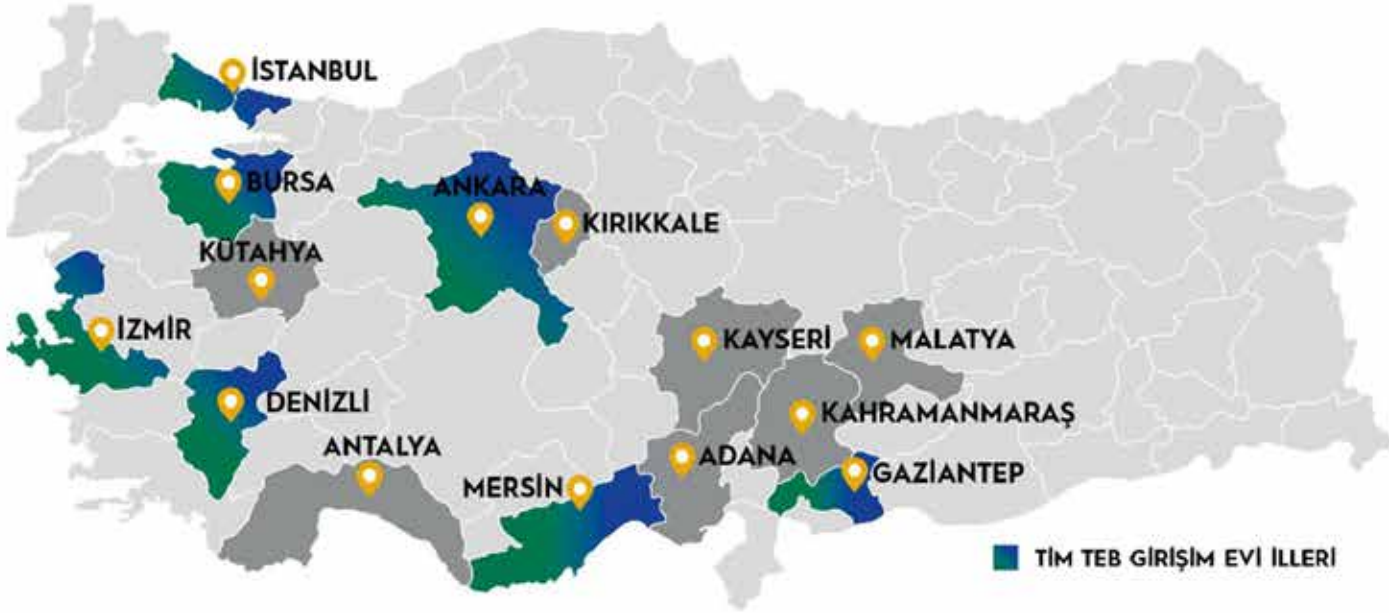 İSTANBUL
BURSA
ANKARA
KIRIKKALE
KÜTAHYA
İZMİR
KAYSERİ
MALATYA
DENİZLİ
KAHRAMANMARAŞ
ANTALYA
ADANA
GAZİANTEP
MERSİN
TİM TEB GİRİŞİM EVİ İLLERİ